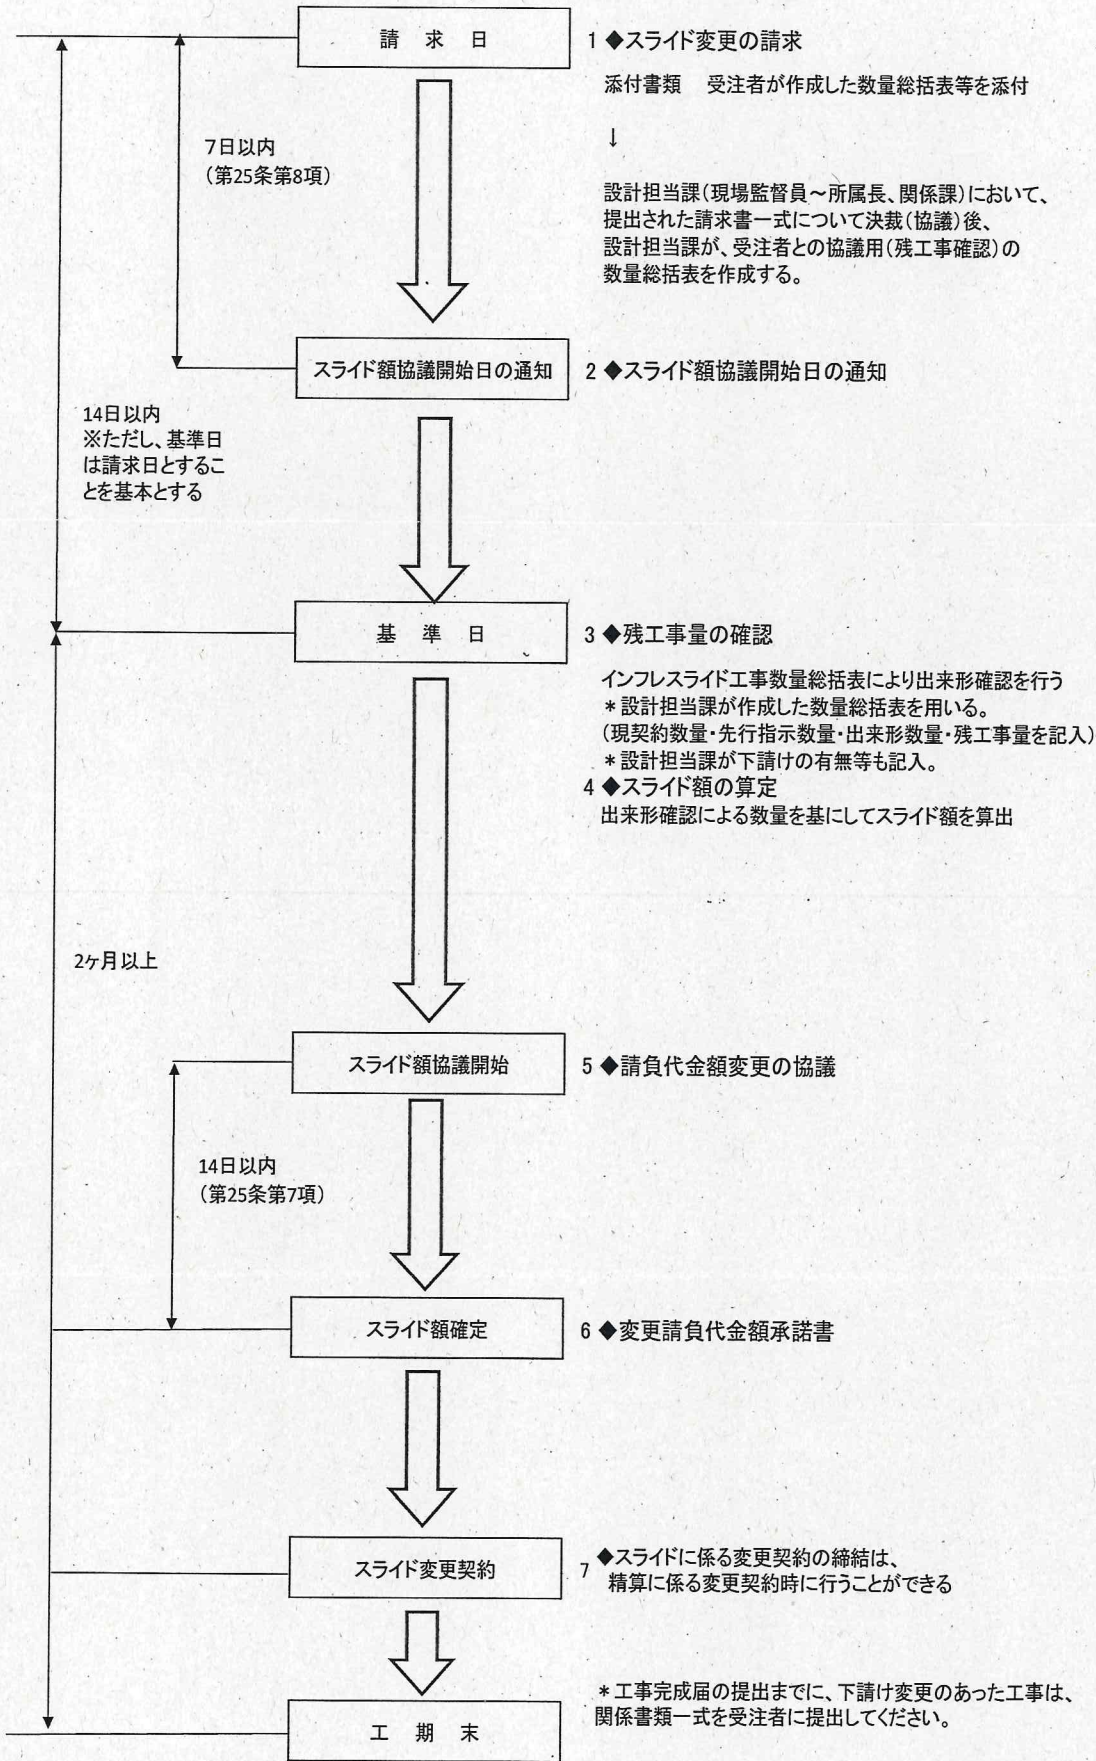 請 求 日
1 ◆スライド変更の請求
添付書類 受注者が作成した数量総括表等を添付
↓
7日以内
(第25条第8項)
設計担当課(現場監督員～所属長、関係課)において、
提出された請求書一式について決裁(協議)後、
設計担当課が、受注者との協議用(残工事確認)の
数量総括表を作成する。
スライド額協議開始日の通知
2 ◆スライド額協議開始日の通知
14日以内
※ただし、基準日
は請求日とするこ
とを基本とする
基 準 日
3 ◆残工事量の確認
インフレスライド工事数量総括表により出来形確認を行う
＊設計担当課が作成した数量総括表を用いる。
(現契約数量・先行指示数量・出来形数量・残工事量を記入)
＊設計担当課が下請けの有無等も記入。
4 ◆スライド額の算定
出来形確認による数量を基にしてスライド額を算出
2ヶ月以上
スライド額協議開始
5 ◆請負代金額変更の協議
14日以内
(第25条第7項)
スライド額確定
6 ◆変更請負代金額承諾書
スライド変更契約
7 ◆スライドに係る変更契約の締結は、
精算に係る変更契約時に行うことができる
＊工事完成届の提出までに、下請け変更のあった工事は、
関係書類一式を受注者に提出してください。
工 期 末